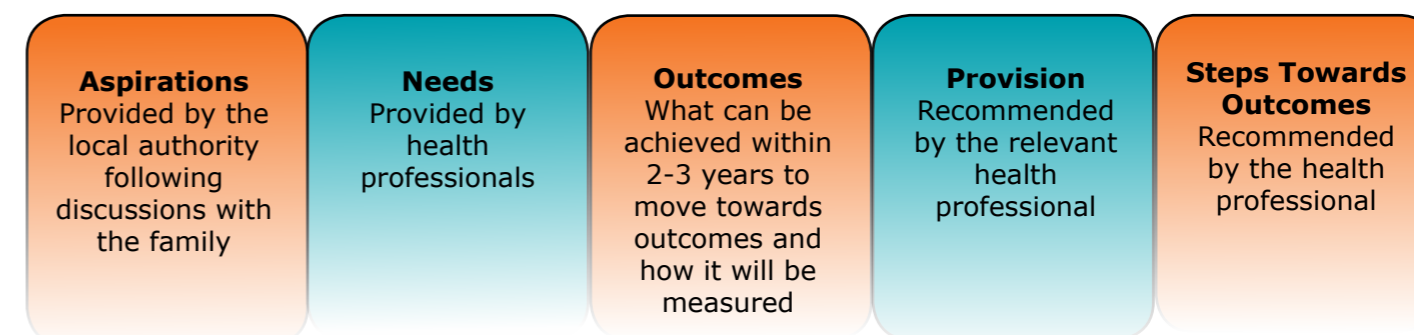 Aspirations
Provided by the
local authority
following
discussions with
the family
Needs
Provided by
health
professionals
Outcomes
What can be
achieved within
2-3 years to
move towards
outcomes and
how it will be
measured
Provision
Recommended
by the relevant
health
professional
Steps Towards
Outcomes
Recommended
by the health
professional